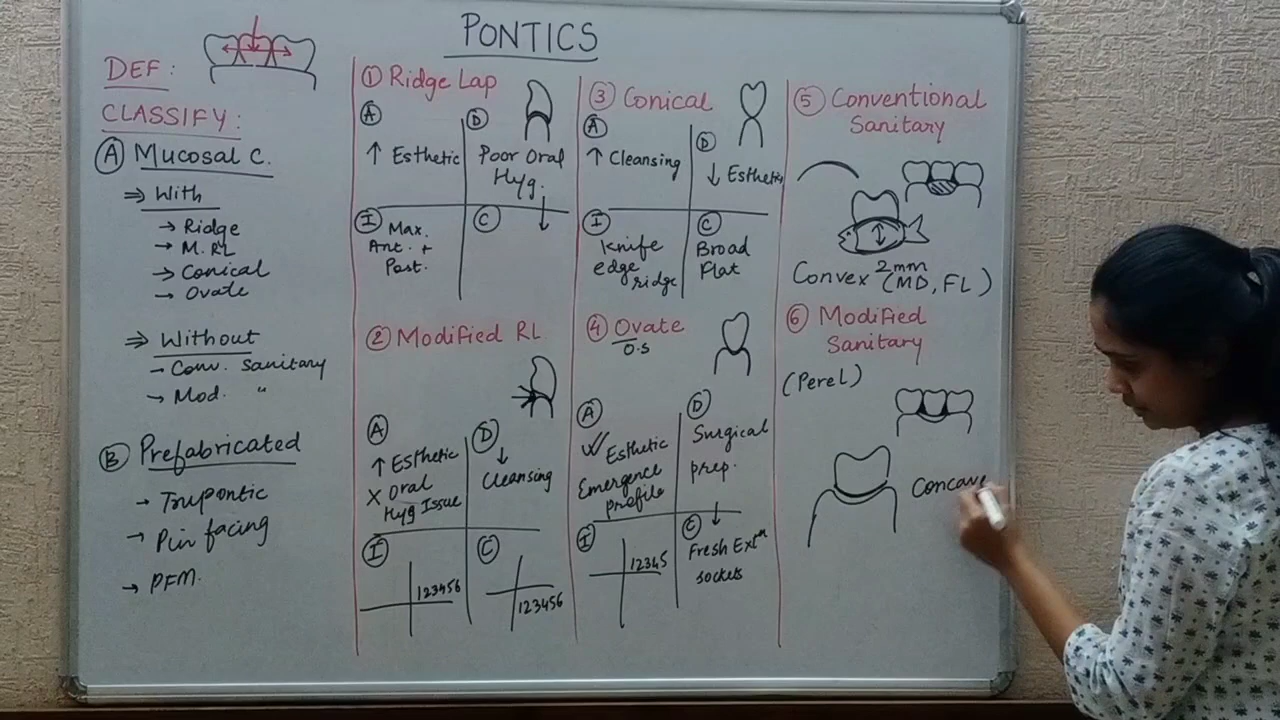 PONTICS
DEF:
CLASSIFY:
Ⓐ Mucosal C.
⇒ With
→ Ridge
→ M. RL
→ Conical
→ Ovate
⇒ Without
→ Conv. Sanitary
→ Mod. "
Ⓑ Prefabricated
→ Trupontic
→ Pin facing
→ PFM.
① Ridge Lap
Ⓐ
↑ Esthetic
Ⓓ
Poor Oral
Hyg.
↓
Ⓘ Max.
Ant. +
Post.
Ⓒ
② Modified RL
Ⓐ
↑ Esthetic
X Oral
Hyg Issue
Ⓓ
↓
Cleansing
Ⓘ
123456
Ⓒ
123456
③ Conical
Ⓐ
↑ Cleansing
Ⓓ
↓ Esthetic
Ⓘ
Knife
edge
ridge
Ⓒ
Broad
Flat
④ Ovate
O.S
Ⓐ
Esthetic
Emergence
profile
Ⓓ
Surgical
prep.
Ⓘ
12345
Ⓒ
↓
Fresh Extn
sockets
⑤ Conventional
Sanitary
2mm
Convex (MD, FL)
⑥ Modified
Sanitary
(Perel)
Concave